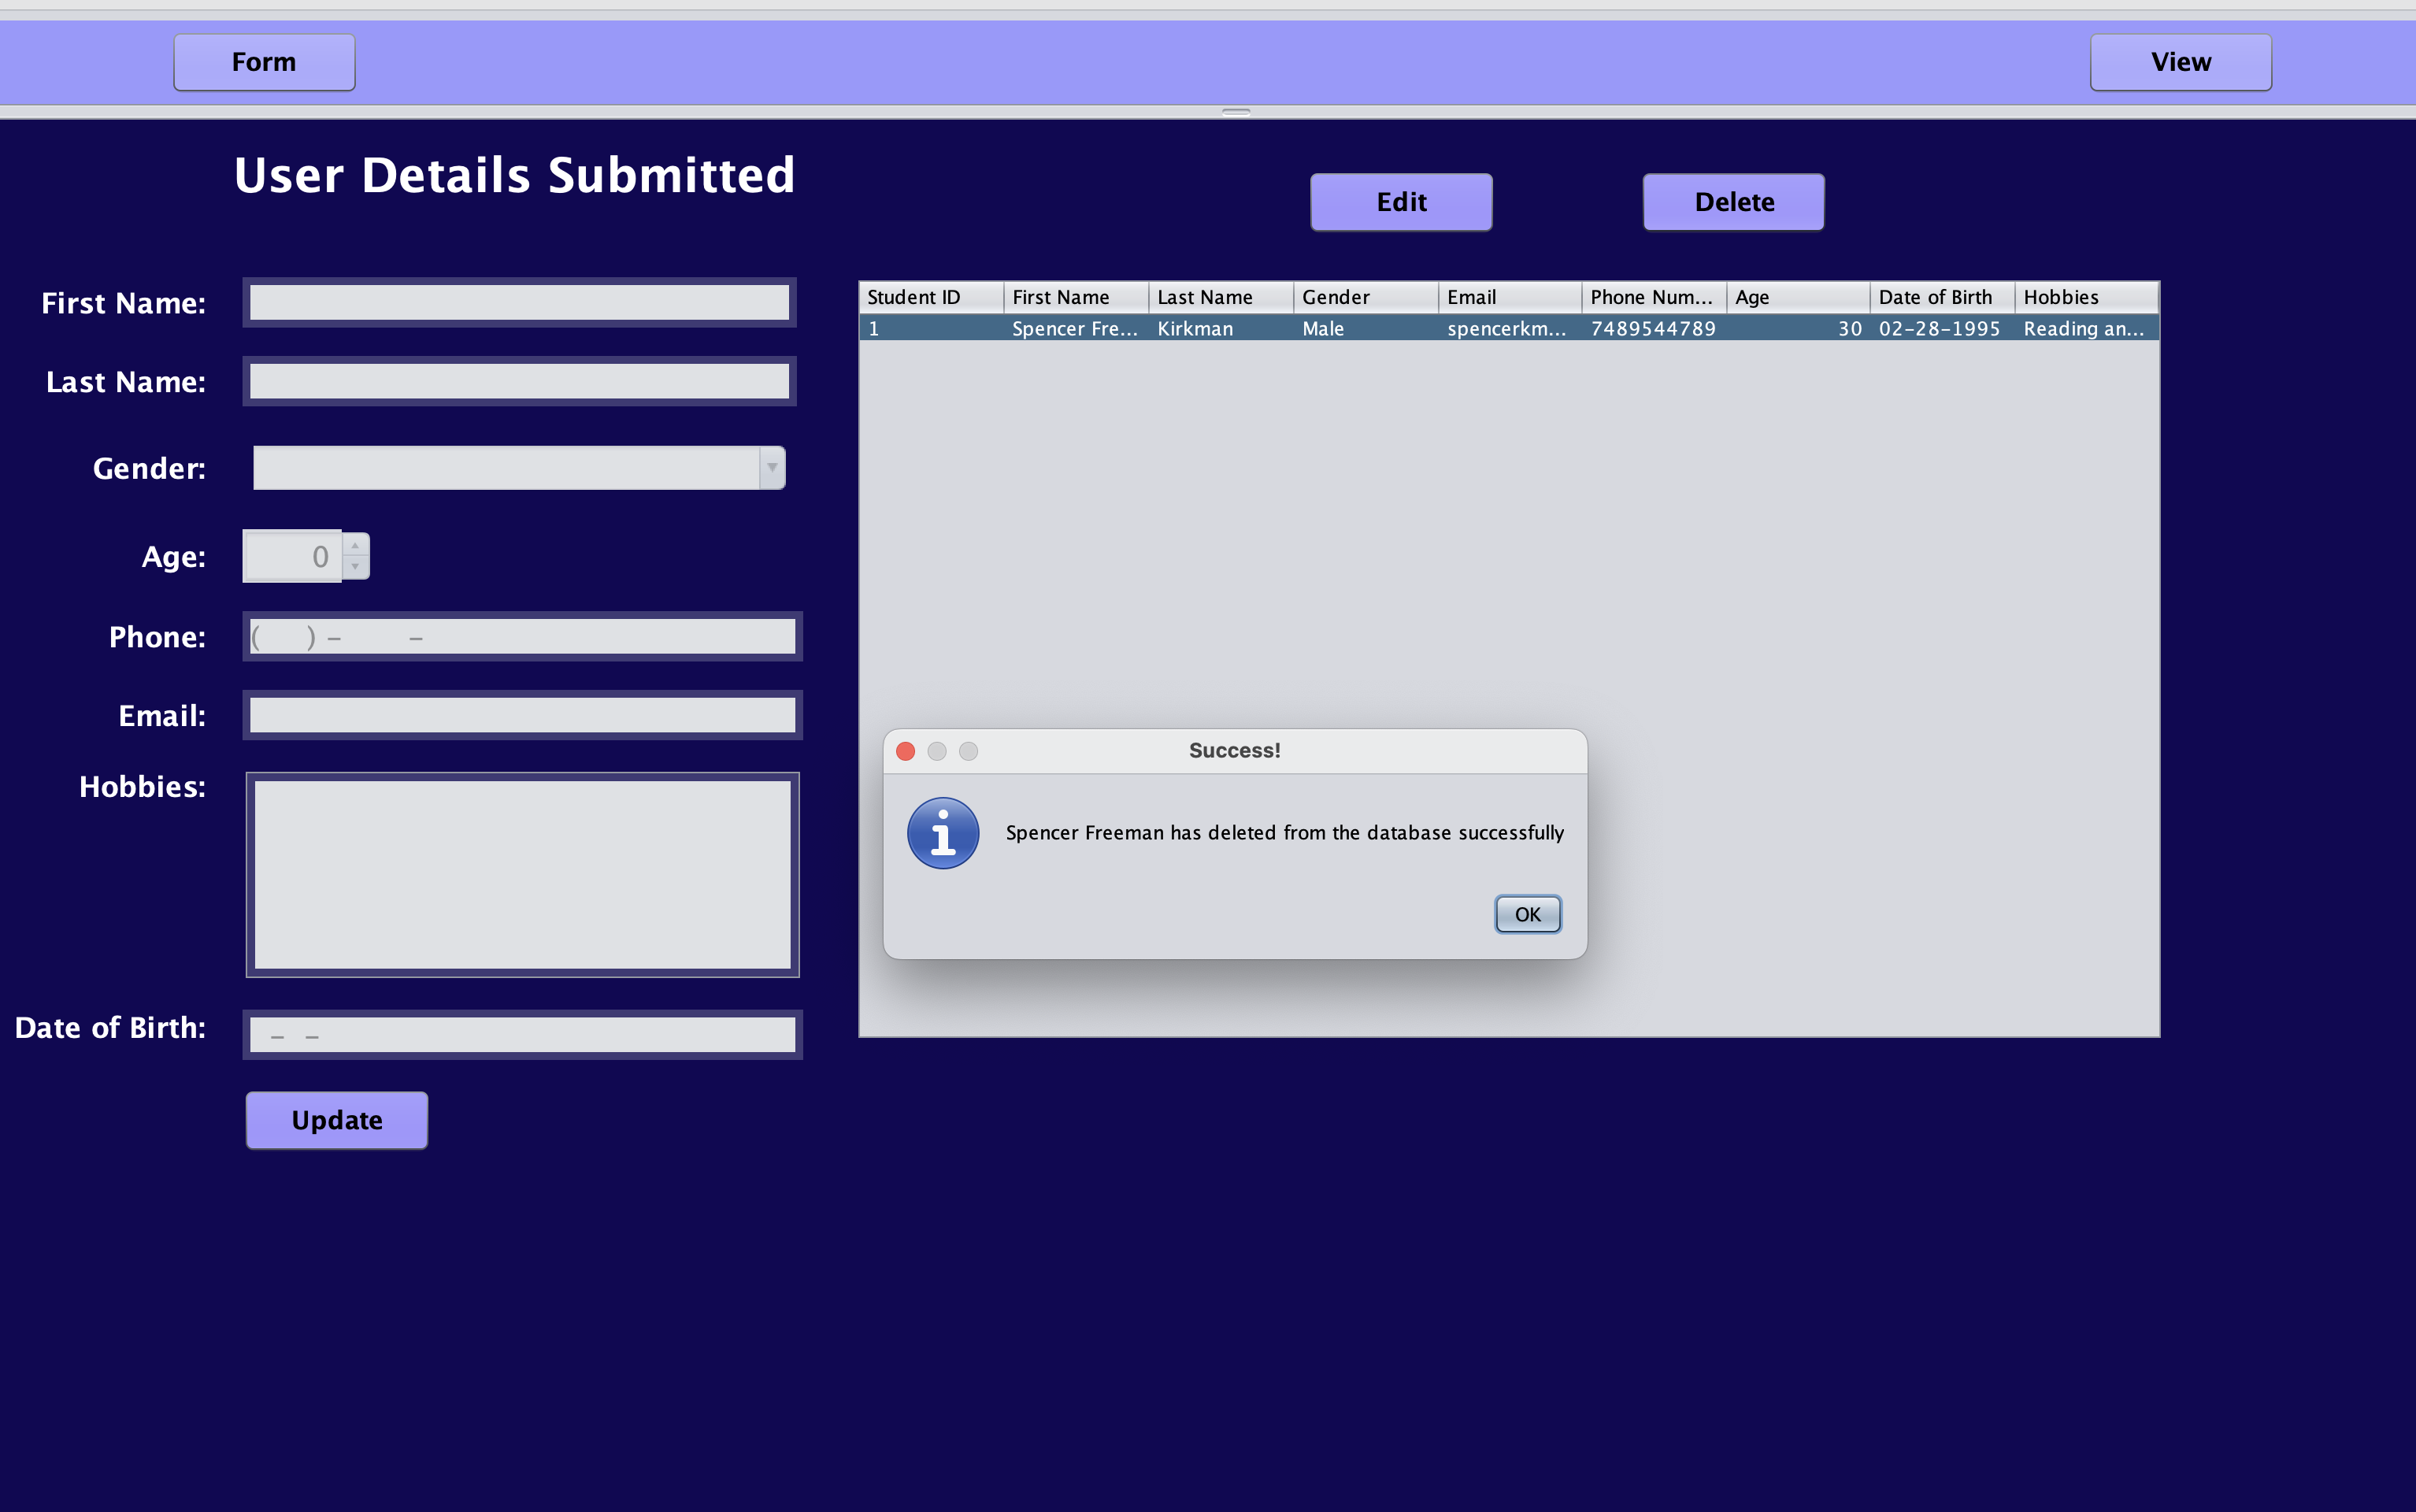 Form
View
User Details Submitted
Edit
Delete
First Name:
Last Name:
Gender:
Age:
0
Phone:
(   ) -     -
Email:
Hobbies:
Date of Birth:
- -
Update
Student ID First Name Last Name Gender Email Phone Num... Age Date of Birth Hobbies
1 Spencer Fre... Kirkman Male spencerkm... 7489544789 30 02-28-1995 Reading an...
Success!
Spencer Freeman has deleted from the database successfully
OK